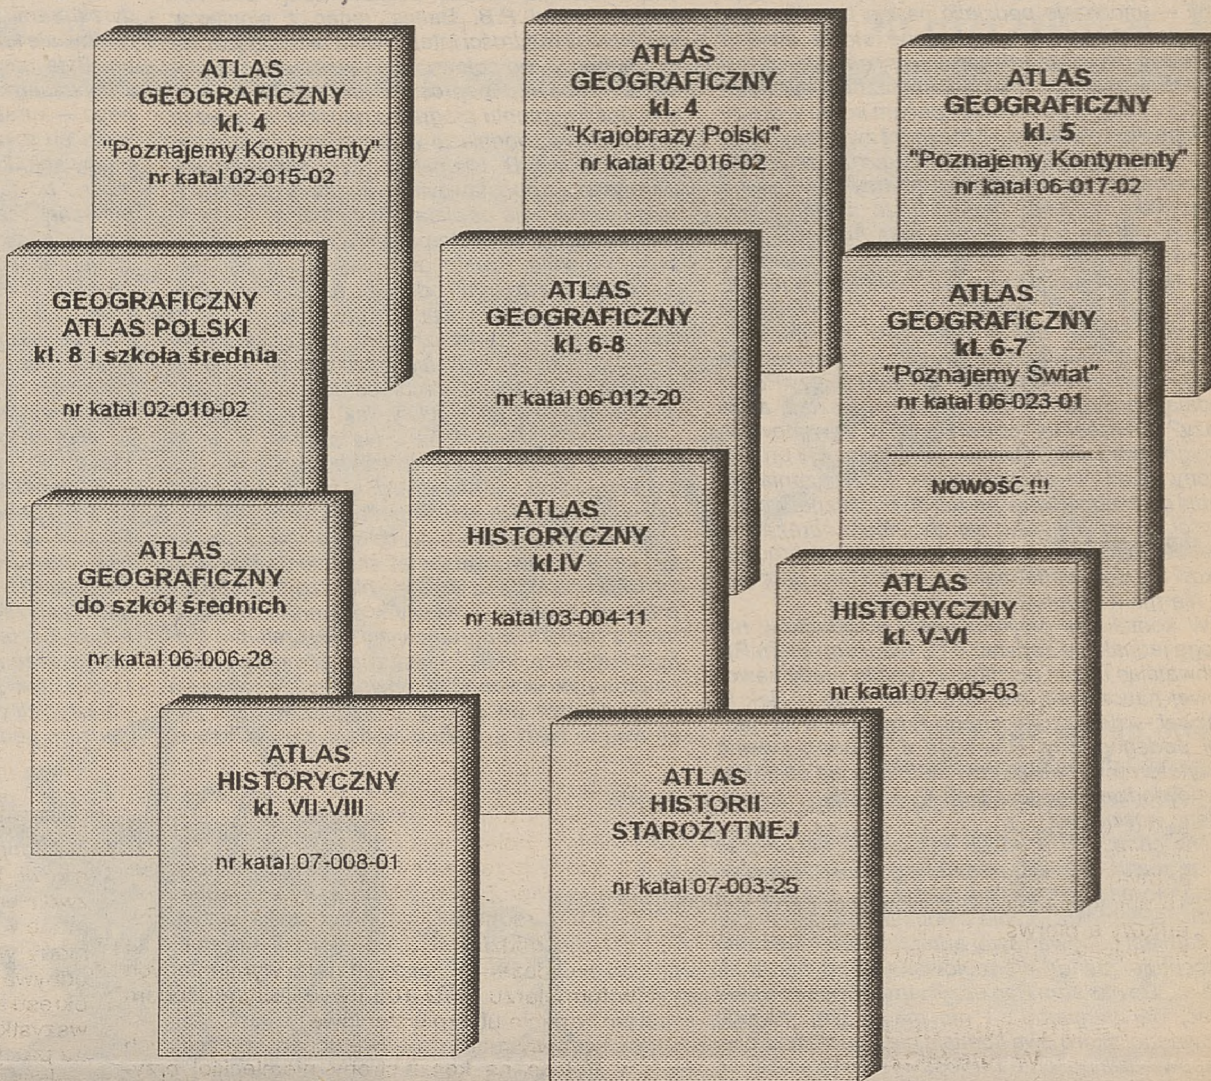 ATLAS
GEOGRAFICZNY
kl. 4
"Poznajemy Kontynenty"
nr katal 02-015-02
ATLAS
GEOGRAFICZNY
kl. 4
"Krajobrazy Polski"
nr katal 02-016-02
ATLAS
GEOGRAFICZNY
kl. 5
"Poznajemy Kontynenty"
nr katal 06-017-02
GEOGRAFICZNY
ATLAS POLSKI
kl. 8 i szkoła średnia
nr katal 02-010-02
ATLAS
GEOGRAFICZNY
kl. 6-8
nr katal 06-012-20
ATLAS
GEOGRAFICZNY
kl. 6-7
"Poznajemy Świat"
nr katal 06-023-01
NOWOŚĆ !!!
ATLAS
GEOGRAFICZNY
do szkół średnich
nr katal 06-006-28
ATLAS
HISTORYCZNY
kl.IV
nr katal 03-004-11
ATLAS
HISTORYCZNY
kl. V-VI
nr katal 07-005-03
ATLAS
HISTORYCZNY
kl. VII-VIII
nr katal 07-008-01
ATLAS
HISTORII
STAROŻYTNEJ
nr katal 07-003-25